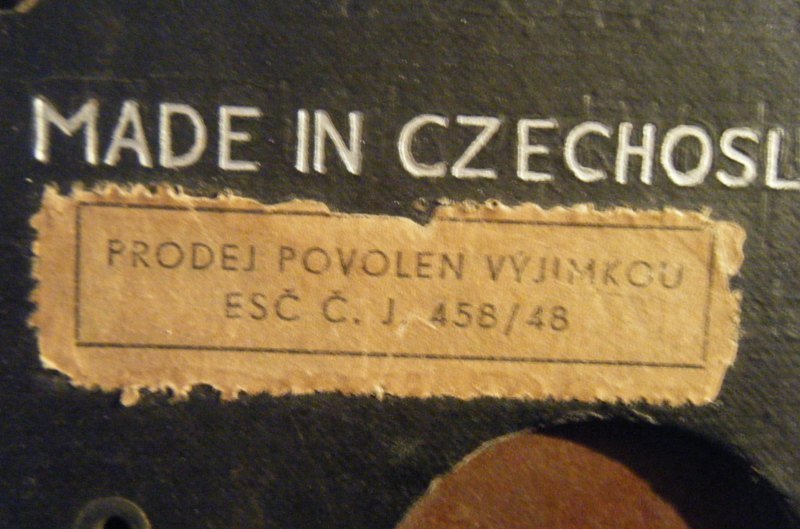 MADE IN CZECHOSL
PRODEJ POVOLEN VÝJIMKOU
ESČ Č. J. 458/48